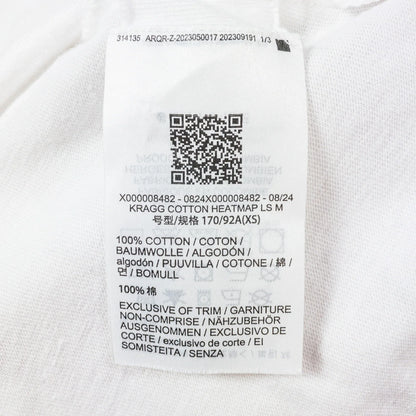 314135 ARQR-Z-2023050017 202309191 1/3
X000008482 - 0824X000008482 - 08/24
KRAGG COTTON HEATMAP LS M
号型/规格 170/92A(XS)
100% COTTON / COTON /
BAUMWOLLE / ALGODÓN /
algodón / PUUVILLA / COTONE / 綿 /
면 / BOMULL
100% 棉
EXCLUSIVE OF TRIM / GARNITURE
NON-COMPRISE / NÄHZUBEHÖR
AUSGENOMMEN / EXCLUSIVO DE
CORTE / exclusivo de corte / EI
SOMISTEITA / SENZA